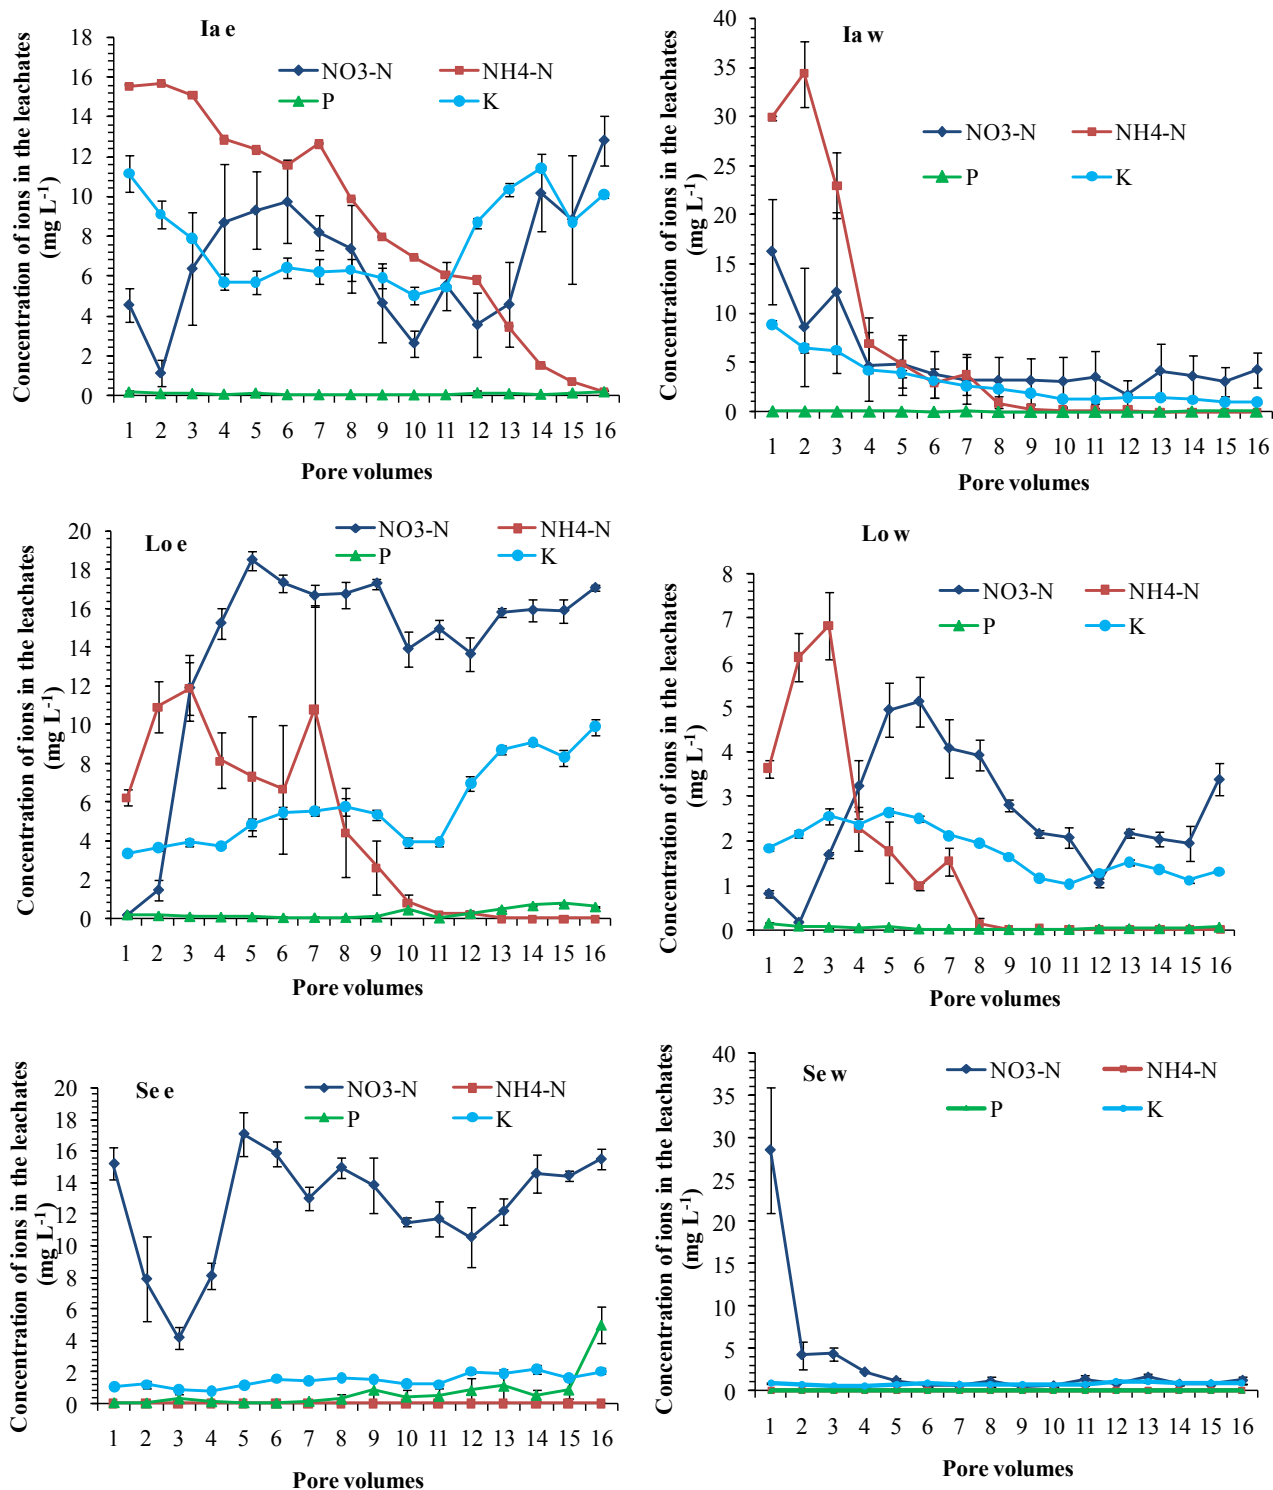 Ia e
Concentration of ions in the leachates
(mg L-1)
18
16
14
12
10
8
6
4
2
0
NO3-N
NH4-N
P
K
1 2 3 4 5 6 7 8 9 10 11 12 13 14 15 16
Pore volumes
Ia w
Concentration of ions in the leachates
(mg L-1)
40
35
30
25
20
15
10
5
0
NO3-N
NH4-N
P
K
1 2 3 4 5 6 7 8 9 10 11 12 13 14 15 16
Pore volumes
Lo e
Concentration of ions in the leachates
(mg L-1)
20
18
16
14
12
10
8
6
4
2
0
NO3-N
NH4-N
P
K
1 2 3 4 5 6 7 8 9 10 11 12 13 14 15 16
Pore volumes
Lo w
Concentration of ions in the leachates
(mg L-1)
8
7
6
5
4
3
2
1
0
NO3-N
NH4-N
P
K
1 2 3 4 5 6 7 8 9 10 11 12 13 14 15 16
Pore volumes
Se e
Concentration of ions in the leachates
(mg L-1)
20
18
16
14
12
10
8
6
4
2
0
NO3-N
NH4-N
P
K
1 2 3 4 5 6 7 8 9 10 11 12 13 14 15 16
Pore volumes
Se w
Concentration of ions in the leachates
(mg L-1)
40
35
30
25
20
15
10
5
0
NO3-N
NH4-N
P
K
1 2 3 4 5 6 7 8 9 10 11 12 13 14 15 16
Pore volumes